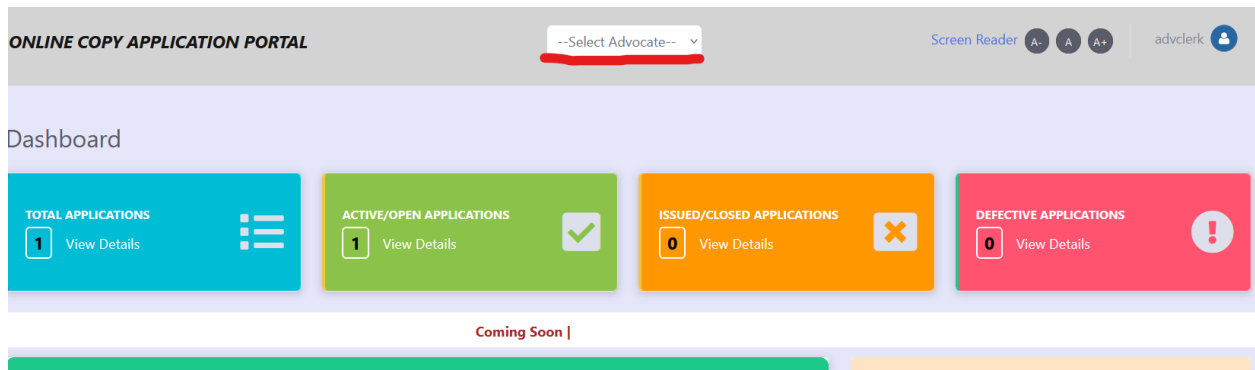 ONLINE COPY APPLICATION PORTAL
--Select Advocate--
Screen Reader A- A A+ advclerk
Dashboard
TOTAL APPLICATIONS
1 View Details
ACTIVE/OPEN APPLICATIONS
1 View Details
ISSUED/CLOSED APPLICATIONS
0 View Details
DEFECTIVE APPLICATIONS
0 View Details
Coming Soon |